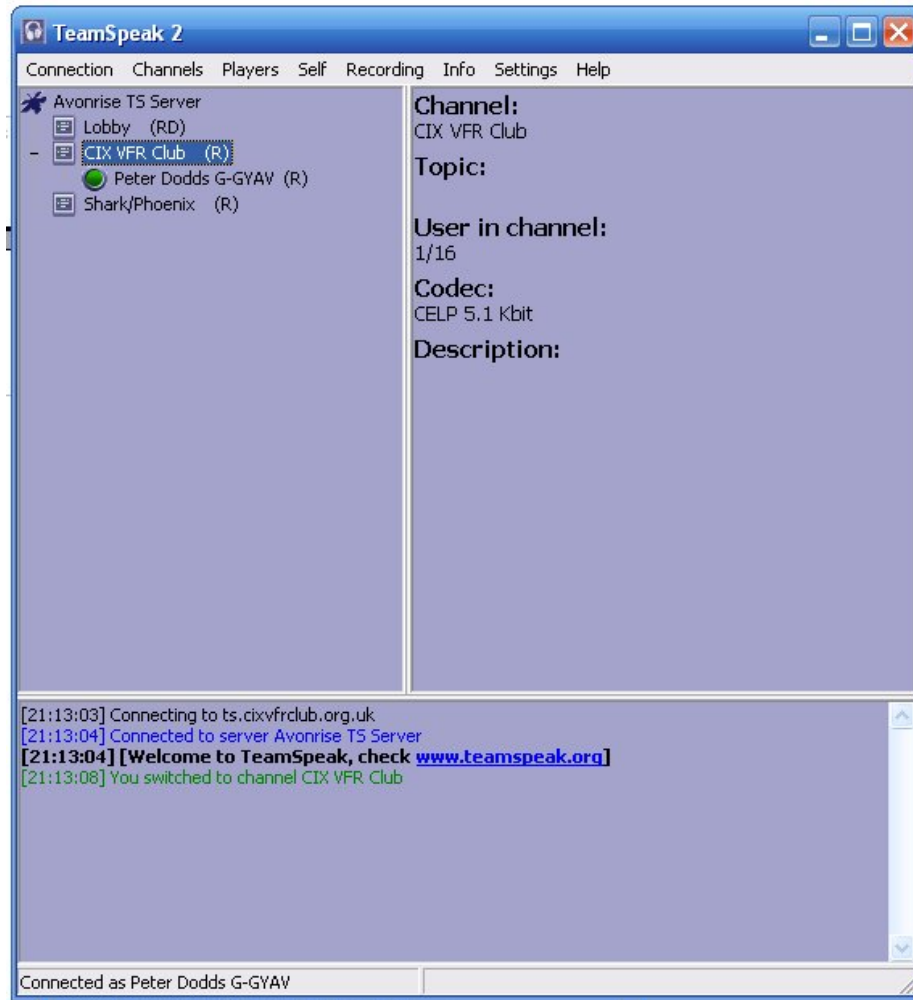 TeamSpeak 2
Connection Channels Players Self Recording Info Settings Help
Avonrise TS Server
Lobby (RD)
CIX VFR Club (R)
Peter Dodds G-GYAV (R)
Shark/Phoenix (R)
Channel:
CIX VFR Club
Topic:
User in channel:
1/16
Codec:
CELP 5.1 Kbit
Description:
[21:13:03] Connecting to ts.cixvfrclub.org.uk
[21:13:04] Connected to server Avonrise TS Server
[21:13:04] [Welcome to TeamSpeak, check www.teamspeak.org]
[21:13:08] You switched to channel CIX VFR Club
Connected as Peter Dodds G-GYAV